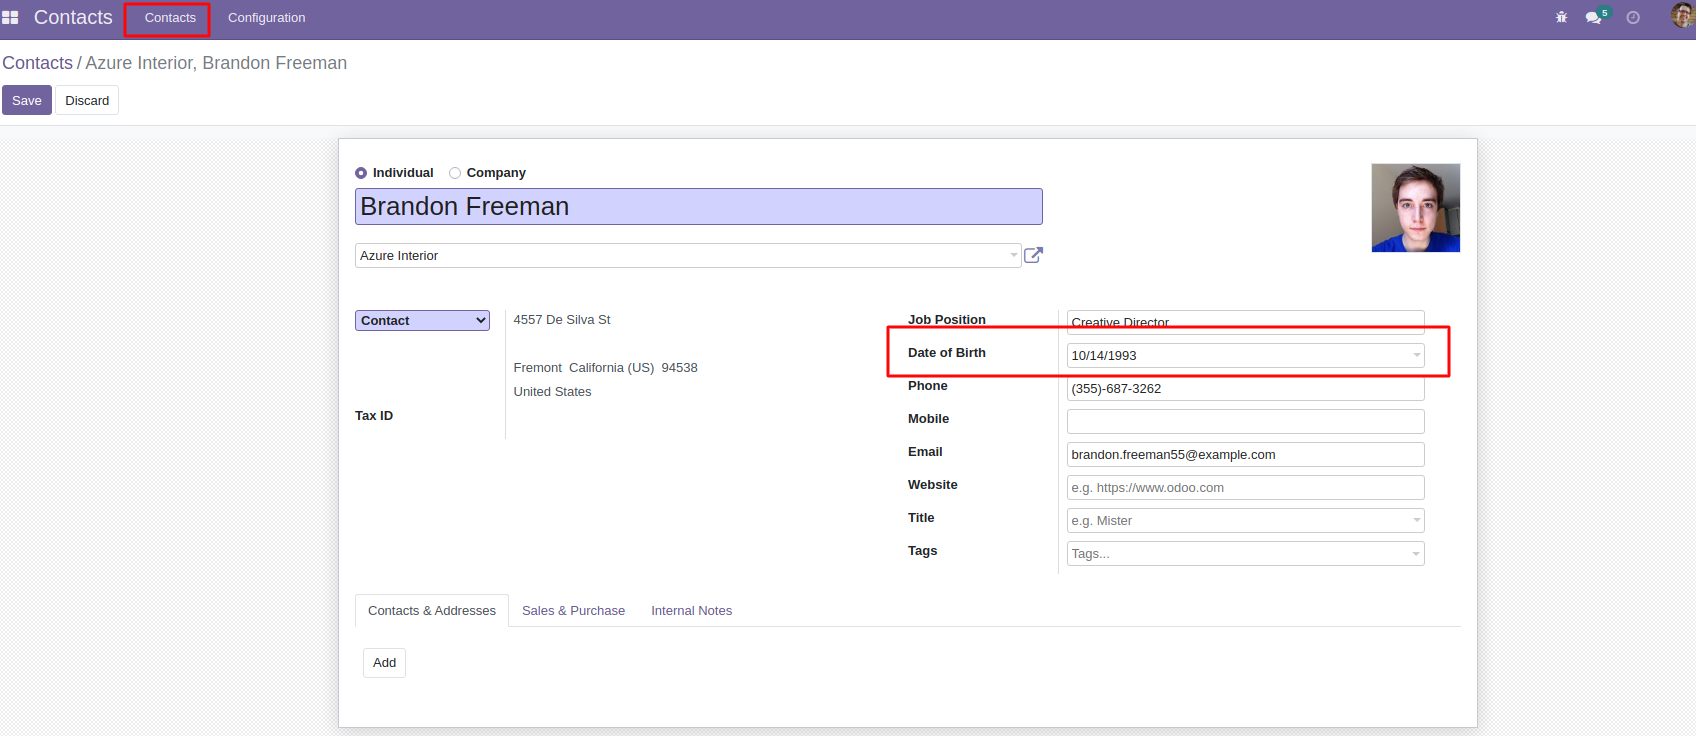 Contacts Contacts Configuration 5
Contacts / Azure Interior, Brandon Freeman
Save Discard
Individual Company
Brandon Freeman
Azure Interior
Contact 4557 De Silva St
Fremont California (US) 94538
United States
Tax ID
Job Position Creative Director
Date of Birth 10/14/1993
Phone (355)-687-3262
Mobile
Email brandon.freeman55@example.com
Website e.g. https://www.odoo.com
Title e.g. Mister
Tags Tags...
Contacts & Addresses Sales & Purchase Internal Notes
Add